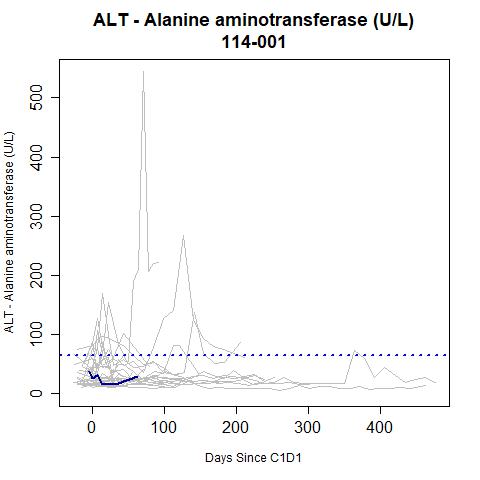 ALT - Alanine aminotransferase (U/L)
114-001
ALT - Alanine aminotransferase (U/L)
500
400
300
200
100
0
0 100 200 300 400
Days Since C1D1